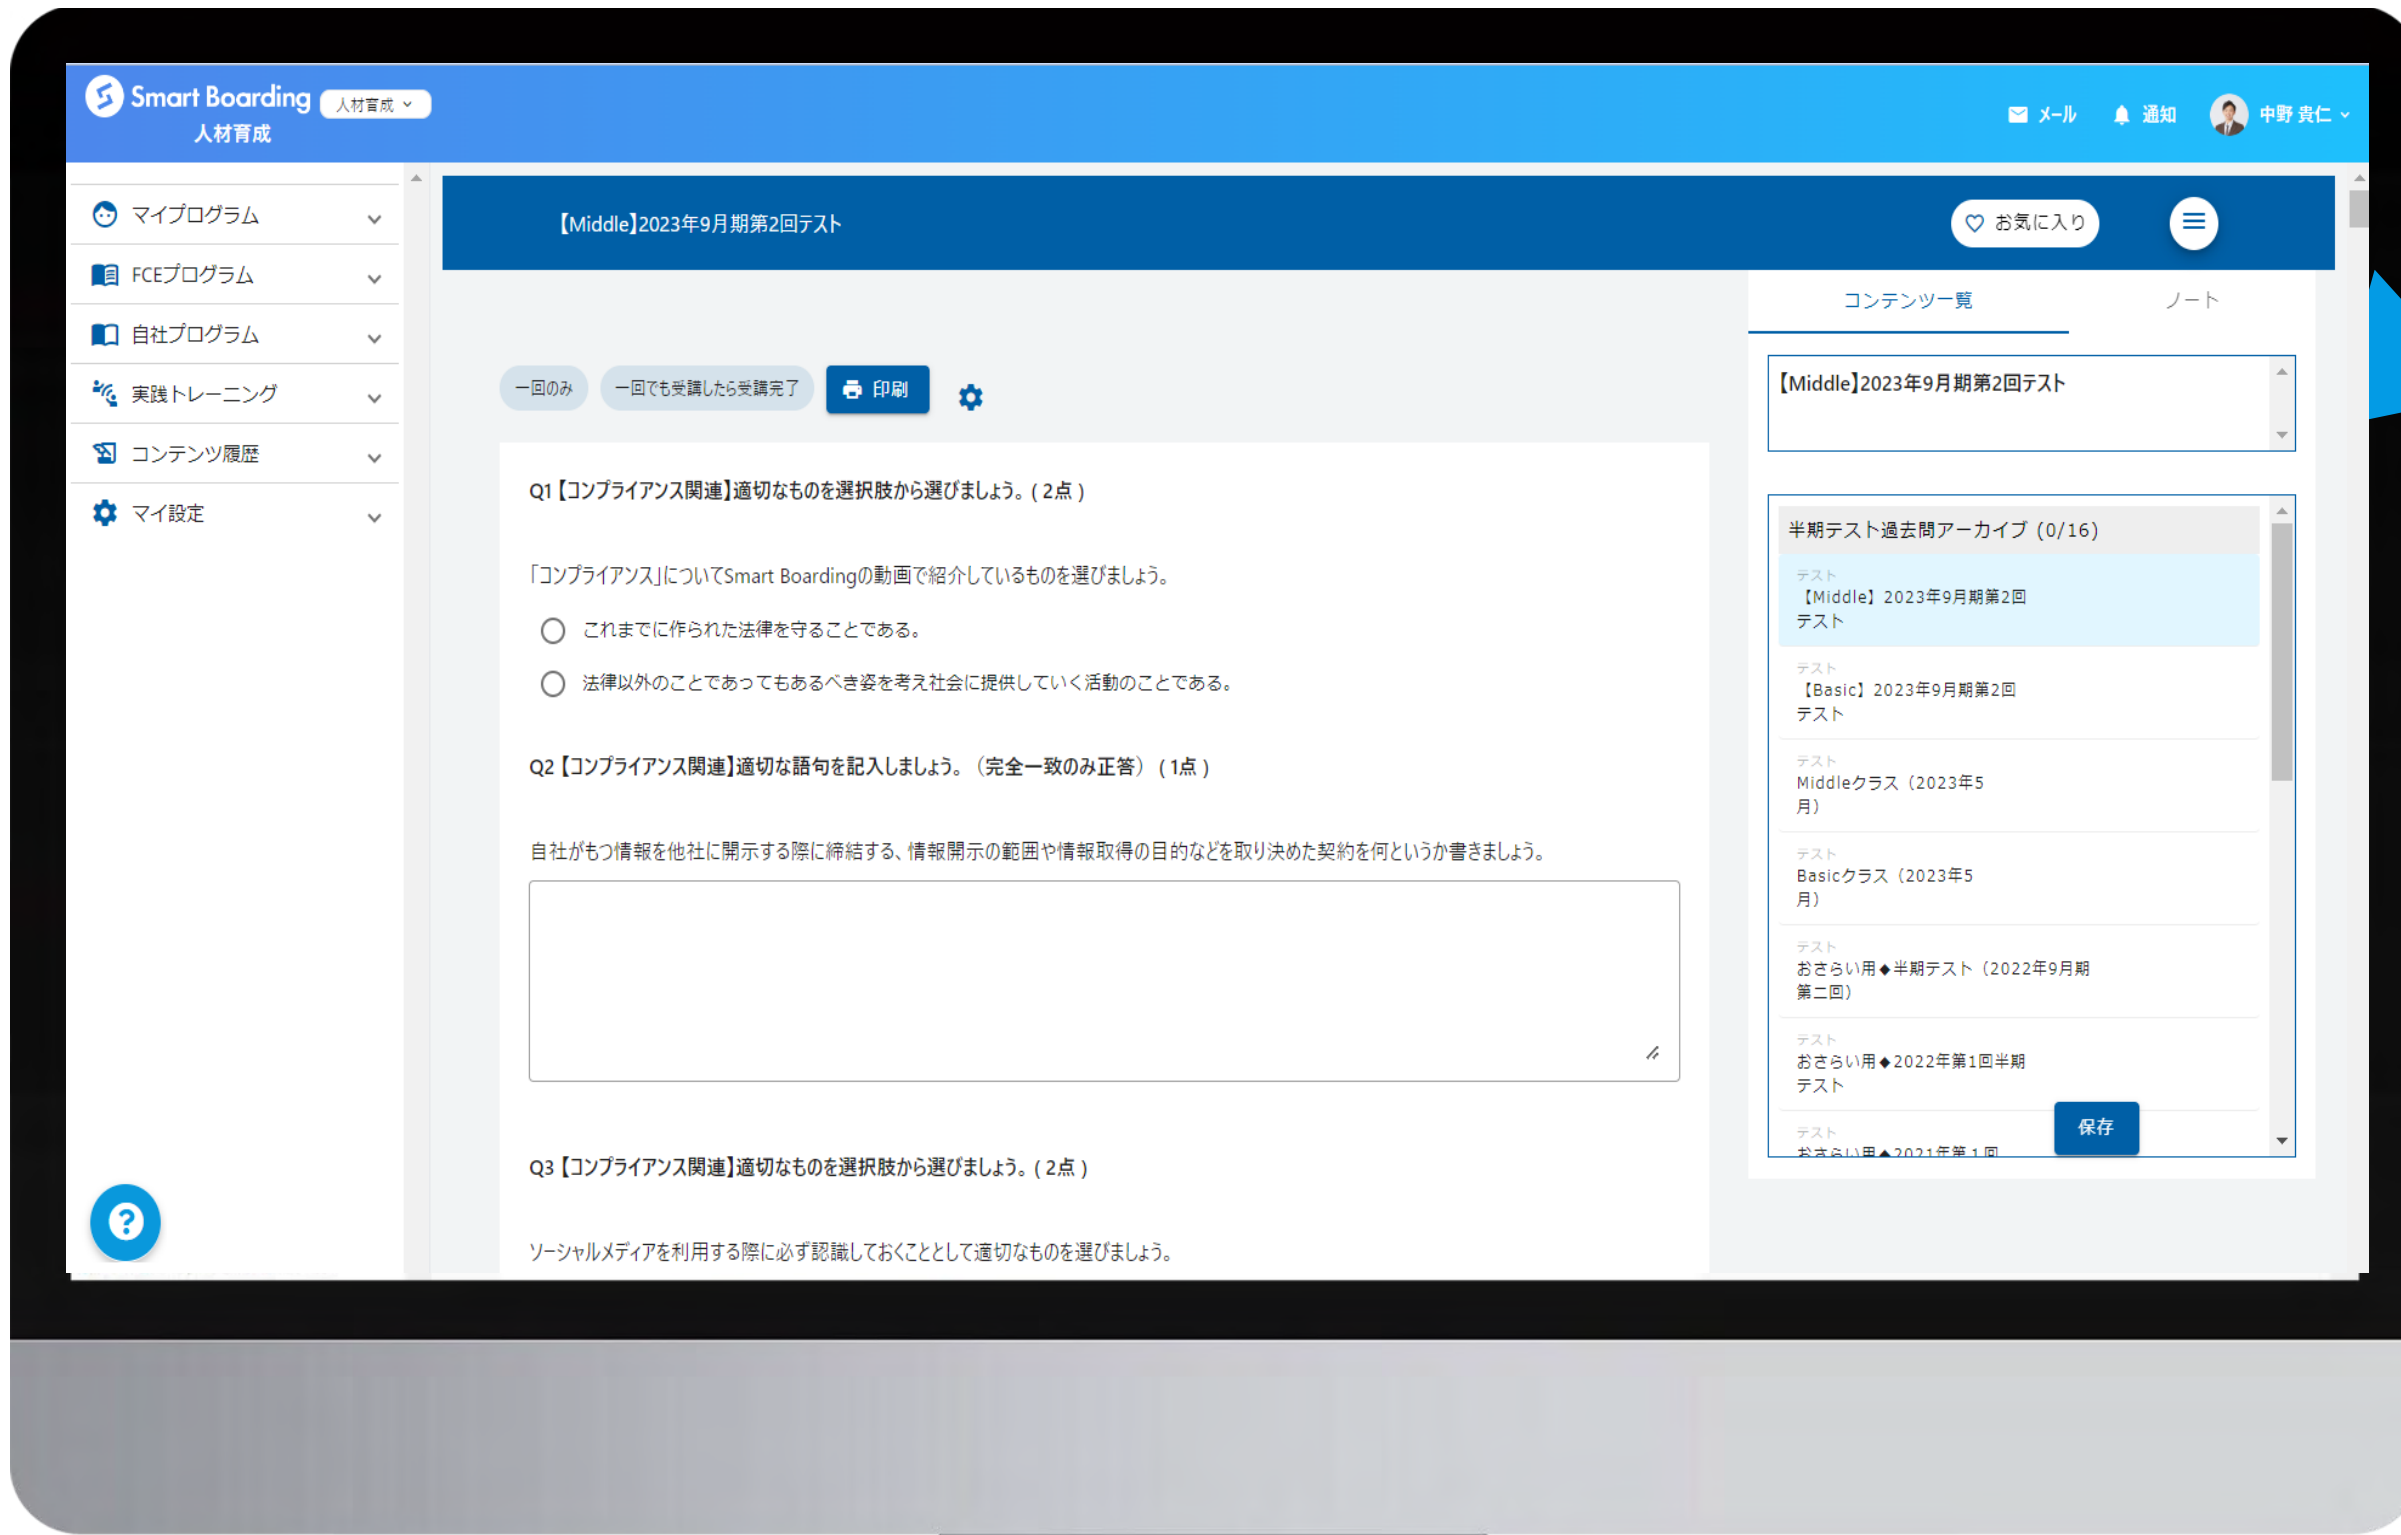 Smart Boarding
人材育成
人材育成
メール
通知
中野 貴仁
マイプログラム
FCEプログラム
自社プログラム
実践トレーニング
コンテンツ履歴
マイ設定
【Middle】2023年9月期第2回テスト
お気に入り
一回のみ
一回でも受講したら受講完了
印刷
Q1【コンプライアンス関連】適切なものを選択肢から選びましょう。( 2点 )
「コンプライアンス」についてSmart Boardingの動画で紹介しているものを選びましょう。
これまでに作られた法律を守ることである。
法律以外のことであってもあるべき姿を考え社会に提供していく活動のことである。
Q2【コンプライアンス関連】適切な語句を記入しましょう。（完全一致のみ正答）( 1点 )
自社がもつ情報を他社に開示する際に締結する、情報開示の範囲や情報取得の目的などを取り決めた契約を何というか書きましょう。
Q3【コンプライアンス関連】適切なものを選択肢から選びましょう。( 2点 )
ソーシャルメディアを利用する際に必ず認識しておくこととして適切なものを選びましょう。
コンテンツ一覧
ノート
【Middle】2023年9月期第2回テスト
半期テスト過去問アーカイブ (0/16)
テスト
【Middle】2023年9月期第2回
テスト
テスト
【Basic】2023年9月期第2回
テスト
テスト
Middleクラス（2023年5
月）
テスト
Basicクラス（2023年5
月）
テスト
おさらい用◆半期テスト（2022年9月期
第二回）
テスト
おさらい用◆2022年第1回半期
テスト
テスト
おさらい用◆2021年第１回
保存